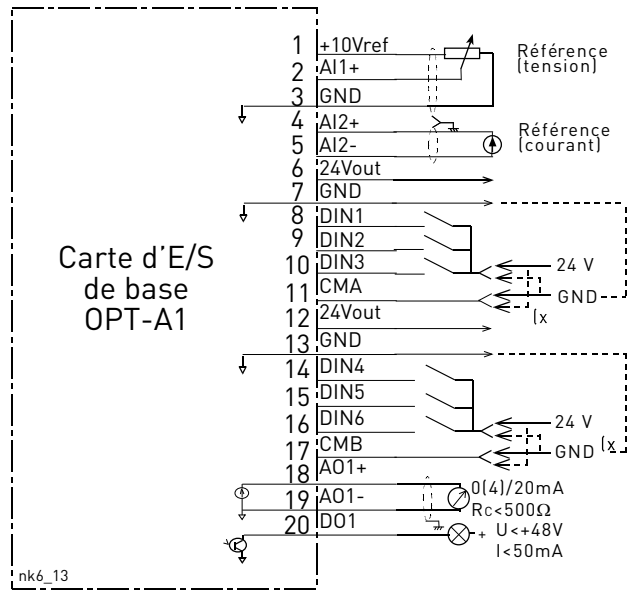 1 +10Vref
2 AI1+
3 GND
4 AI2+
5 AI2-
6 24Vout
7 GND
8 DIN1
9 DIN2
10 DIN3
11 CMA
12 24Vout
13 GND
14 DIN4
15 DIN5
16 DIN6
17 CMB
18 AO1+
19 AO1-
20 DO1
Carte d'E/S
de base
OPT-A1
nk6_13
Référence
(tension)
Référence
(courant)
24 V
GND
(x
24 V
GND (x
0(4)/20mA
RC<500Ω
+ U<+48V
I<50mA